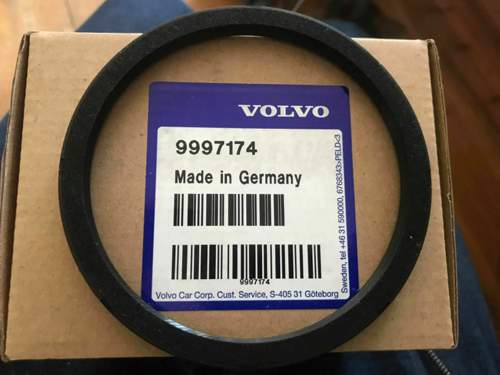 VOLVO
9997174
Made in Germany
9997174
Volvo Car Corp. Cust. Service, S-405 31 Göteborg
Sweden, tel +46 31 590000, 6768343>PELD<3